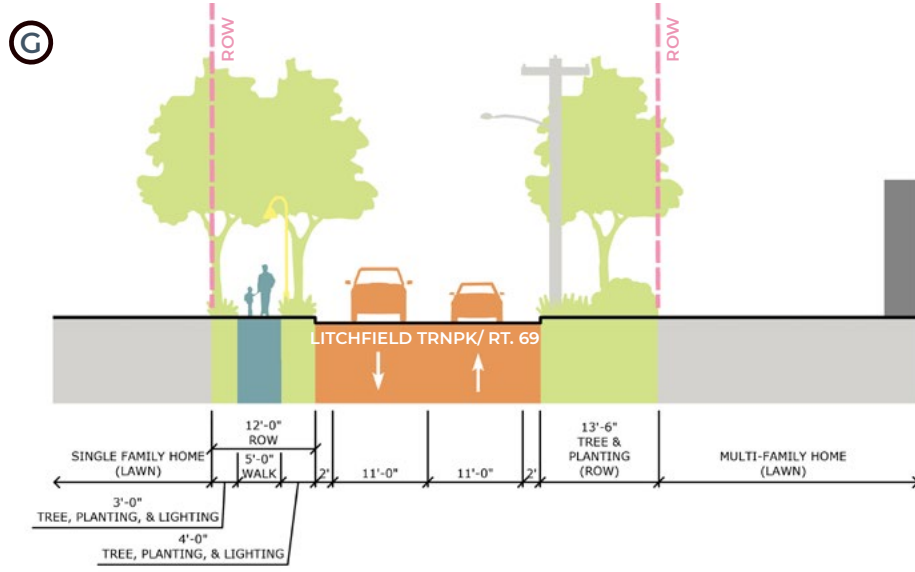 G
ROW
ROW
LITCHFIELD TRNPK/ RT. 69
12'-0"
ROW
5'-0"
WALK
SINGLE FAMILY HOME
(LAWN)
2'
11'-0"
11'-0"
2'
13'-6"
TREE &
PLANTING
(ROW)
MULTI-FAMILY HOME
(LAWN)
3'-0"
TREE, PLANTING, & LIGHTING
4'-0"
TREE, PLANTING, & LIGHTING